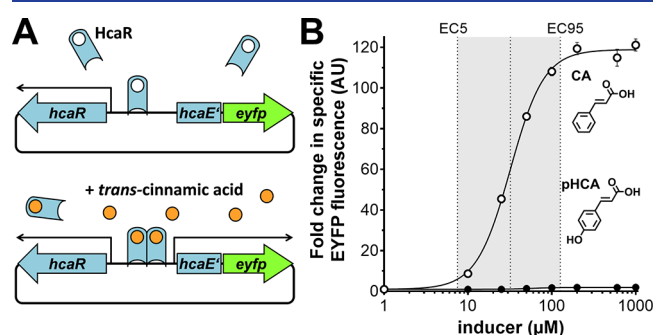 A
HcaR
hcaR
hcaE'
eyfp
+ trans-cinnamic acid
hcaR
hcaE'
eyfp
B
EC5
EC95
Fold change in specific
EYFP fluorescence (AU)
120
100
80
60
40
20
0
CA
O
OH
pHCA
O
OH
HO
1
10
100
1000
inducer (µM)